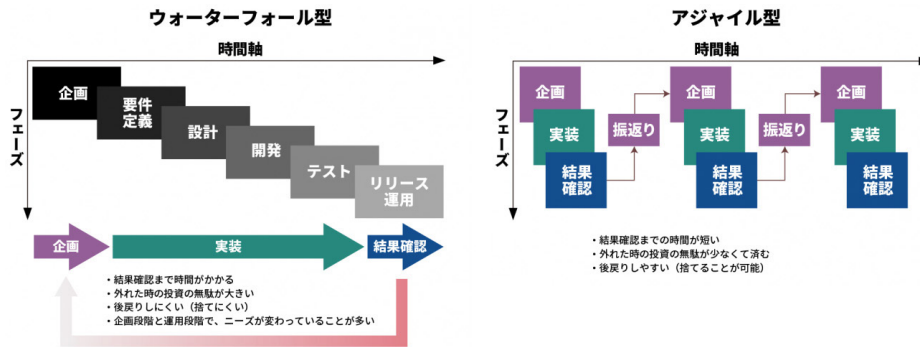 ウォーターフォール型
時間軸
フェーズ
企画
要件
定義
設計
開発
テスト
リリース
運用
企画
実装
結果確認
・結果確認まで時間がかかる
・外れた時の投資の無駄が大きい
・後戻りしにくい（捨てにくい）
・企画段階と運用段階で、ニーズが変わっていることが多い
アジャイル型
時間軸
フェーズ
企画
実装
結果
確認
振返り
企画
実装
結果
確認
振返り
企画
実装
結果
確認
・結果確認までの時間が短い
・外れた時の投資の無駄が少なくて済む
・後戻りしやすい（捨てることが可能）